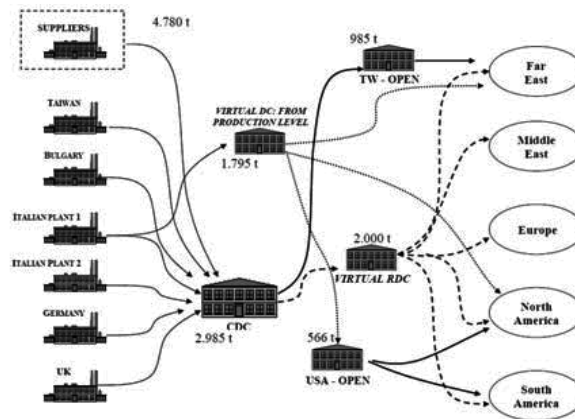 SUPPLIERS
4.780 t
985 t
TW - OPEN
Far
East
TAIWAN
VIRTUAL DC: FROM
PRODUCTION LEVEL
1.795 t
BULGARY
Middle
East
ITALIAN PLANT 1
Europe
2.000 t
VIRTUAL RDC
ITALIAN PLANT 2
CDC
2.985 t
GERMANY
North
America
566 t
USA - OPEN
UK
South
America